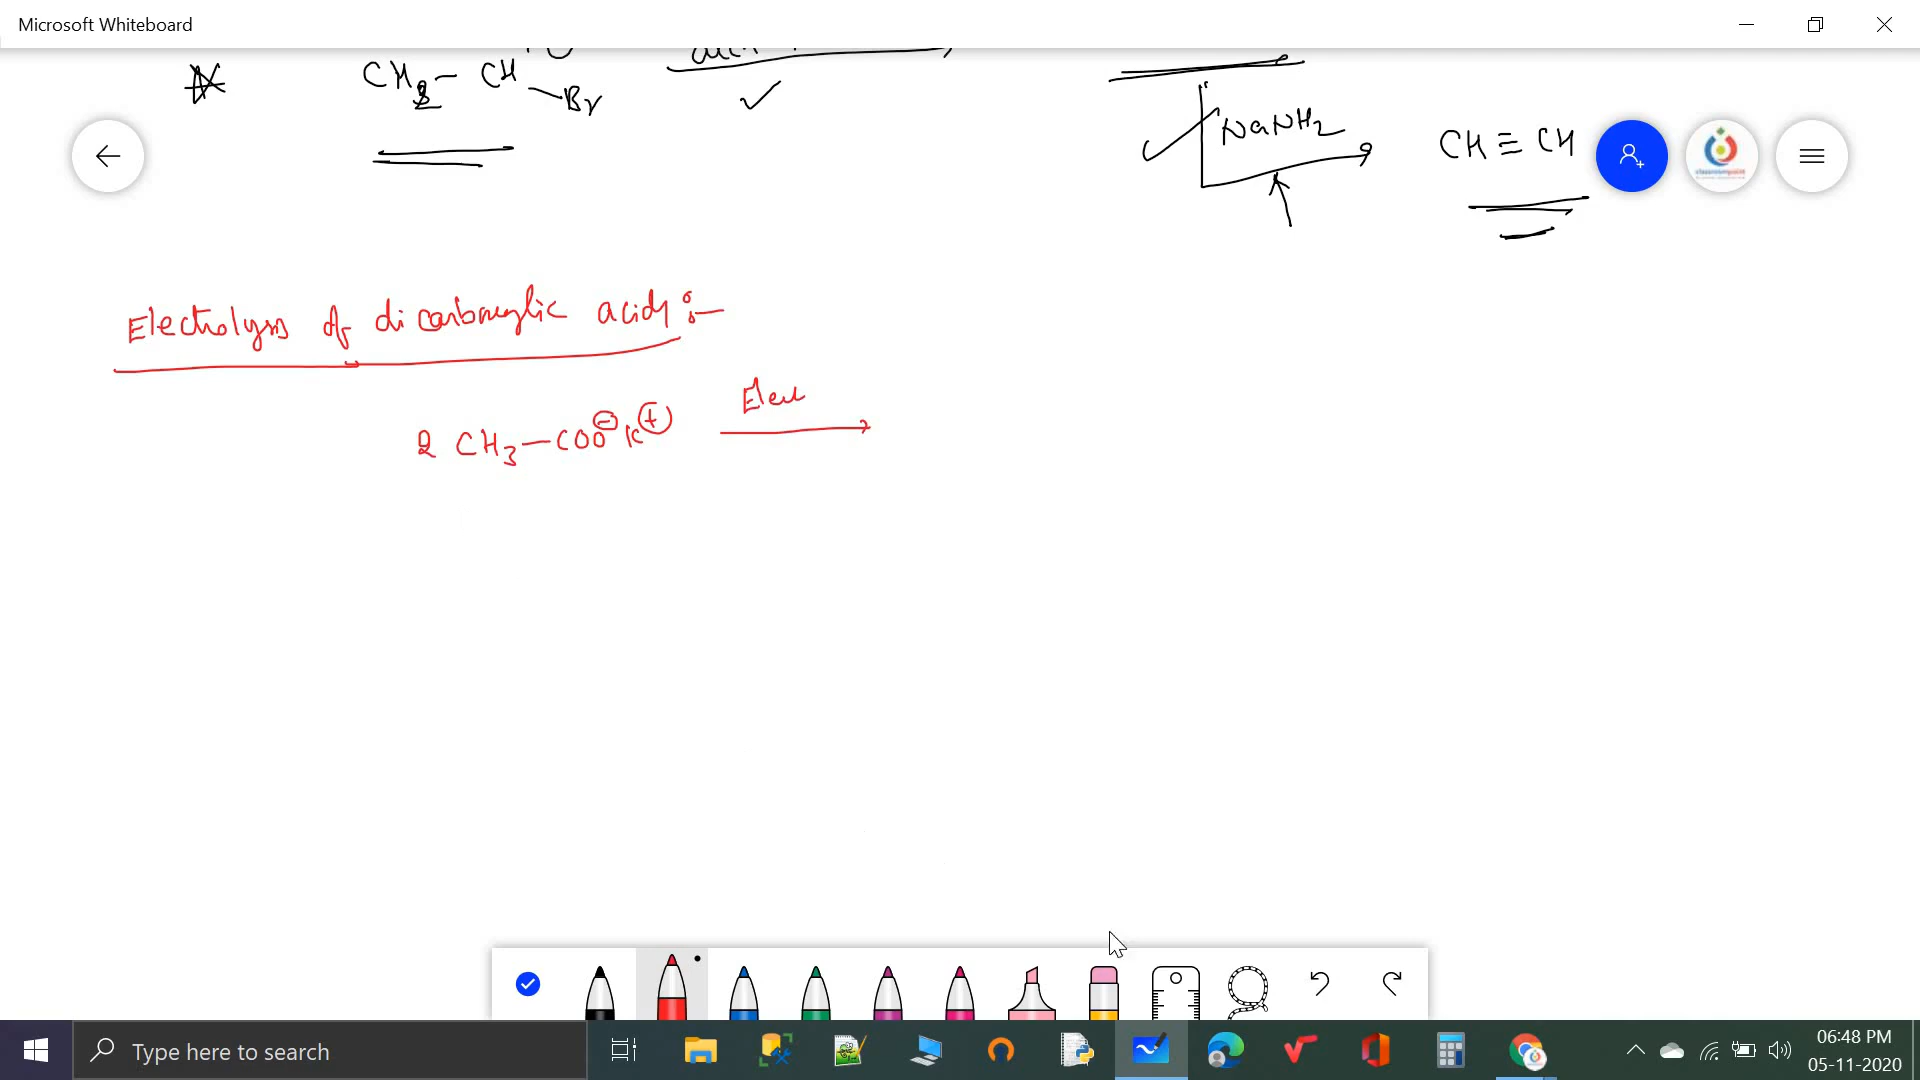 Microsoft Whiteboard
CH3 - CH
Br
NaNH2
CH ≡ CH
Electrolysis of dicarboxylic acids :-
2 CH3 - COO⊖ K⊕ Elec
Type here to search
06:48 PM
05-11-2020